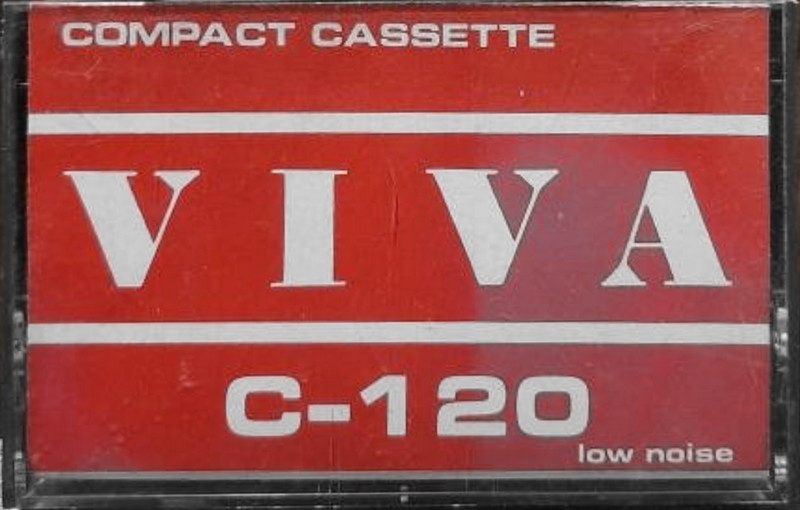 COMPACT CASSETTE
VIVA
C-120
low noise